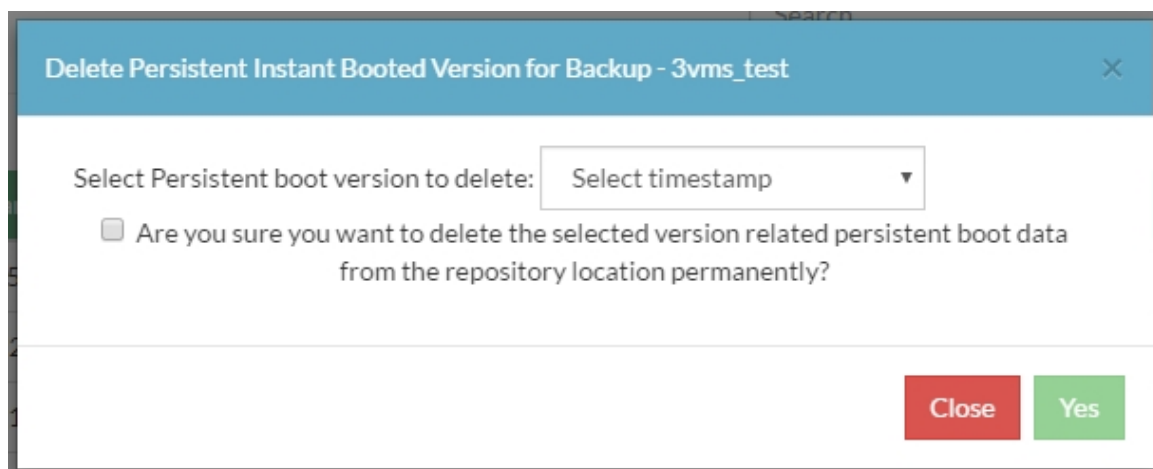 Search
Delete Persistent Instant Booted Version for Backup - 3vms_test ×
Select Persistent boot version to delete: Select timestamp
Are you sure you want to delete the selected version related persistent boot data
from the repository location permanently?
Close Yes